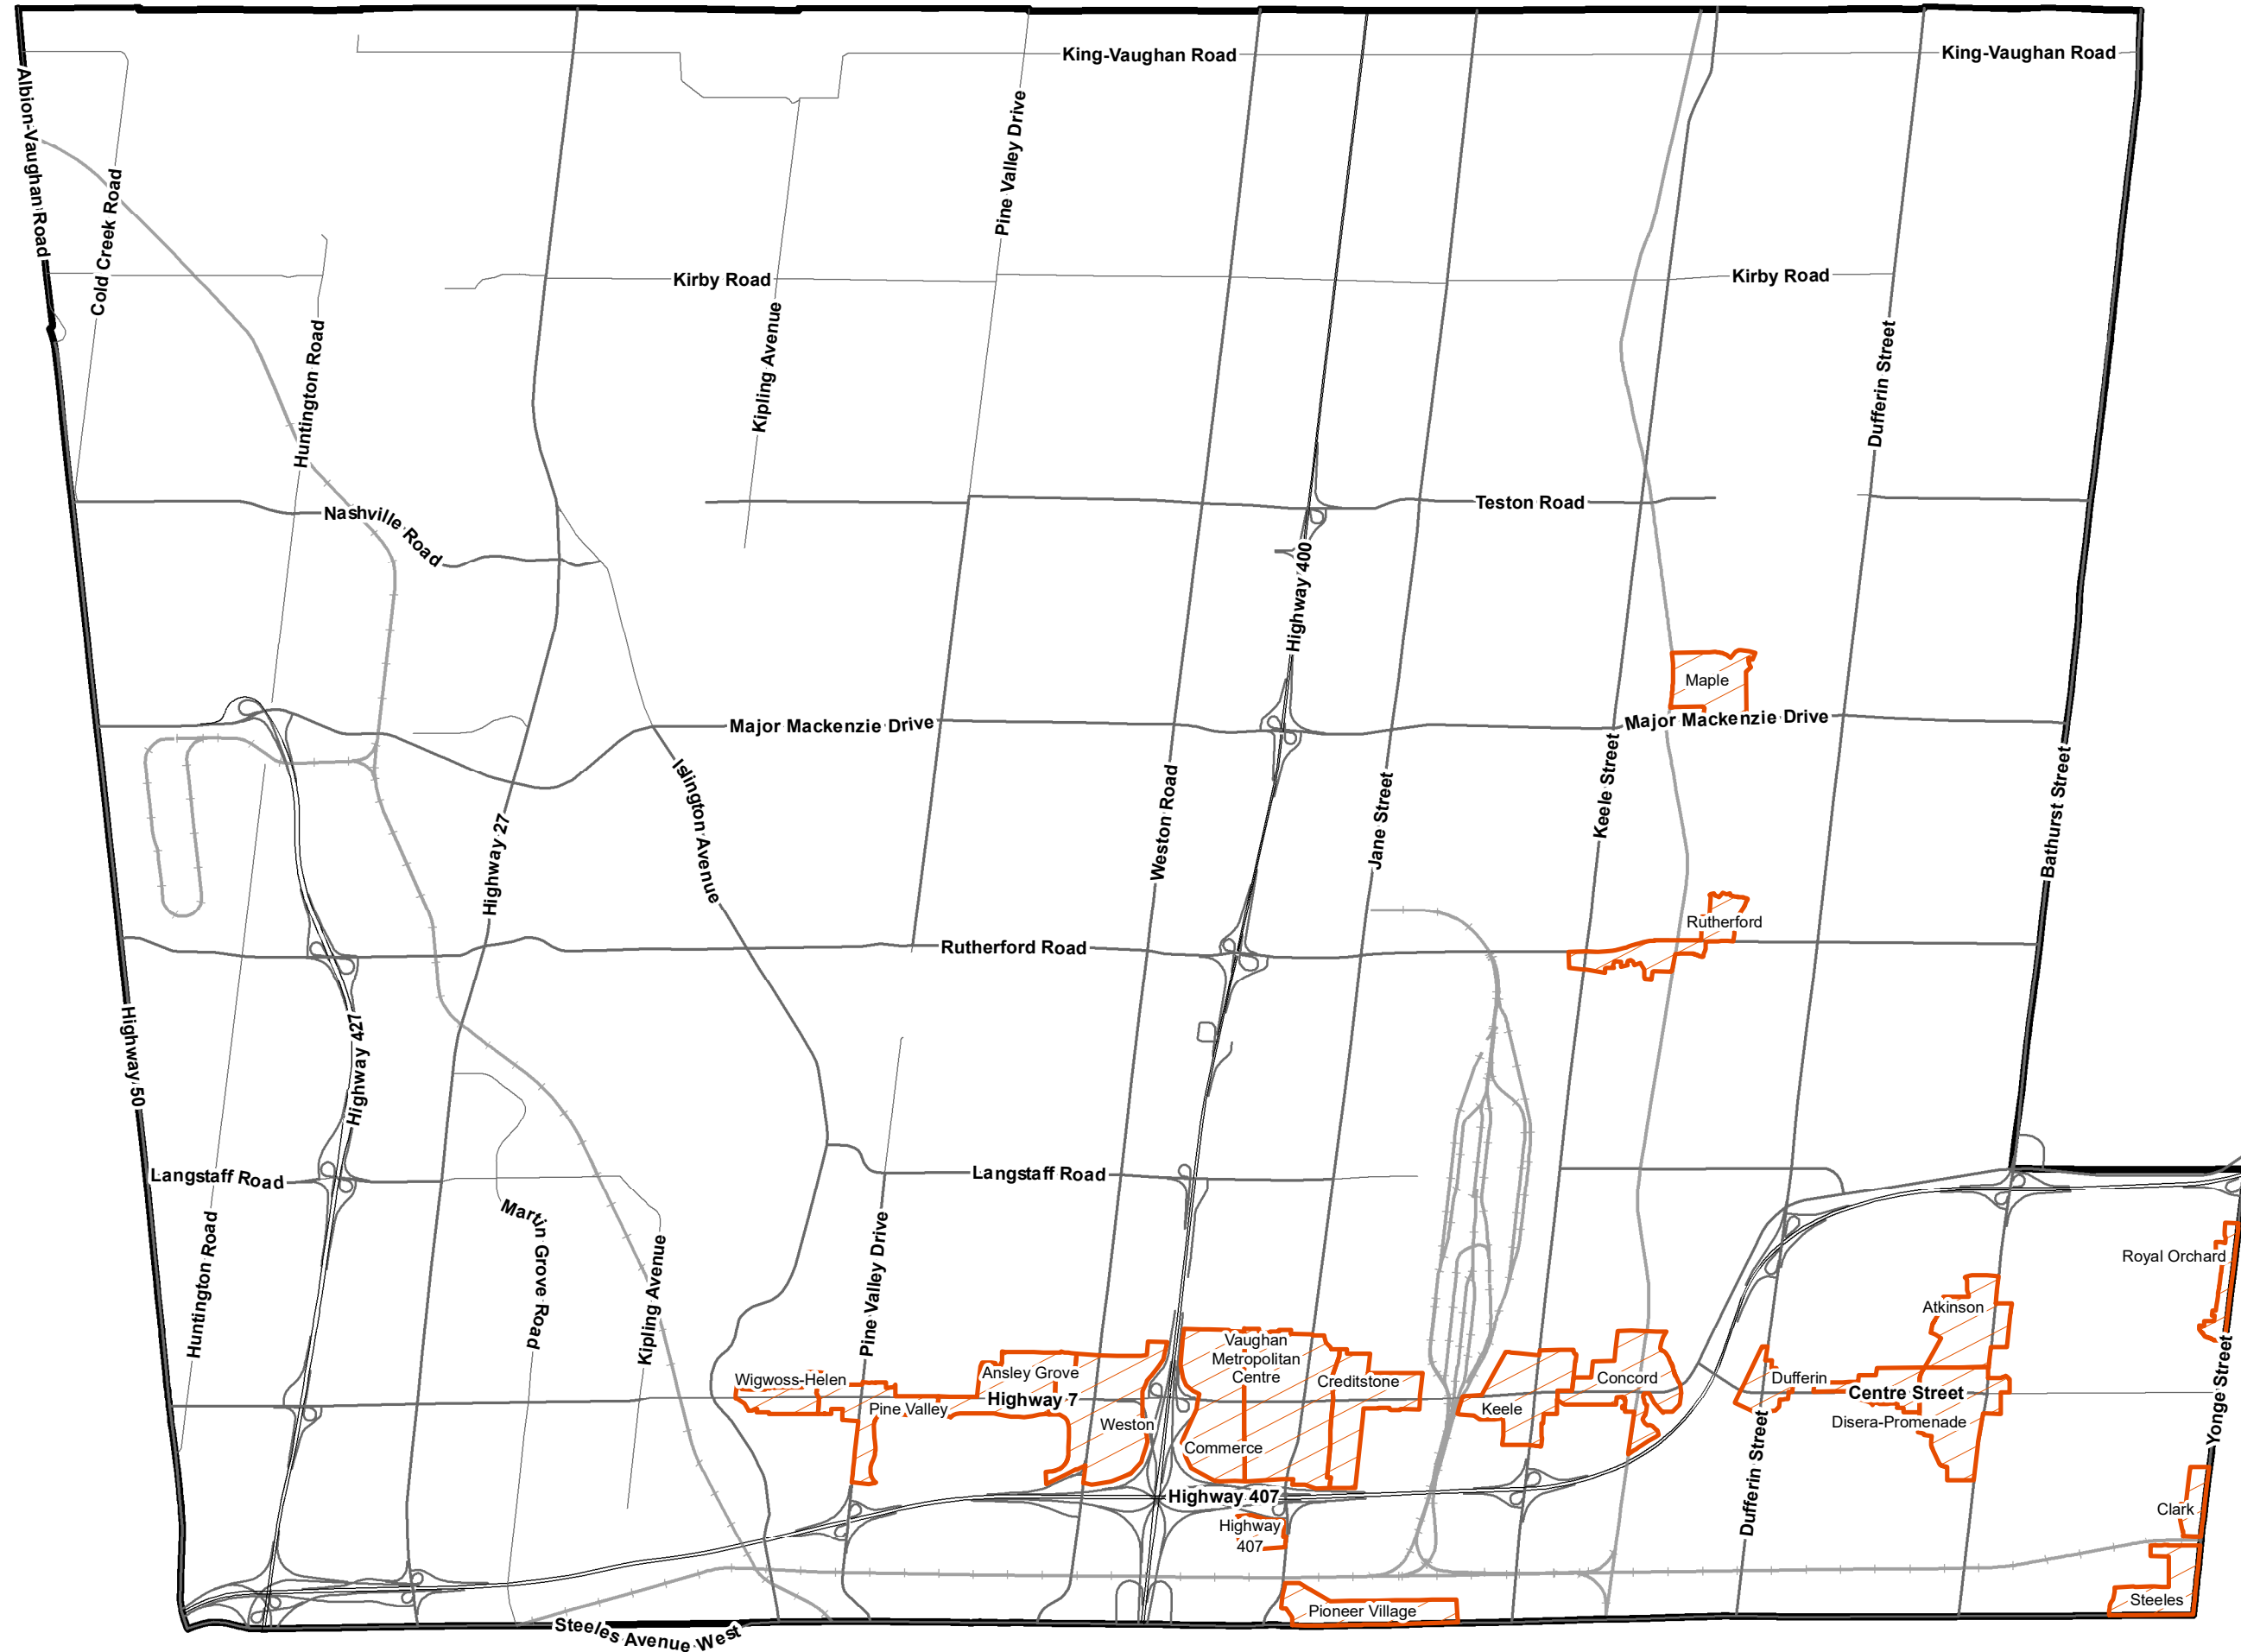 King-Vaughan Road
King-Vaughan Road
Albion-Vaughan Road
Pine Valley Drive
Cold Creek Road
Kirby Road
Kirby Road
Kipling Avenue
Huntington Road
Dufferin Street
Teston Road
Nashville Road
Highway 400
Maple
Major Mackenzie Drive
Major Mackenzie Drive
Islington Avenue
Keele Street
Weston Road
Jane Street
Bathurst Street
Highway 27
Rutherford
Rutherford Road
Highway 50
Highway 427
Langstaff Road
Langstaff Road
Martin Grove Road
Huntington Road
Pine Valley Drive
Kipling Avenue
Royal Orchard
Atkinson
Vaughan
Metropolitan
Centre
Ansley Grove
Wigwoss-Helen
Creditstone
Concord
Dufferin
Highway 7
Centre Street
Pine Valley
Keele
Weston
Disera-Promenade
Commerce
Yonge Street
Dufferin Street
Highway 407
Clark
Highway
407
Steeles
Pioneer Village
Steeles Avenue West